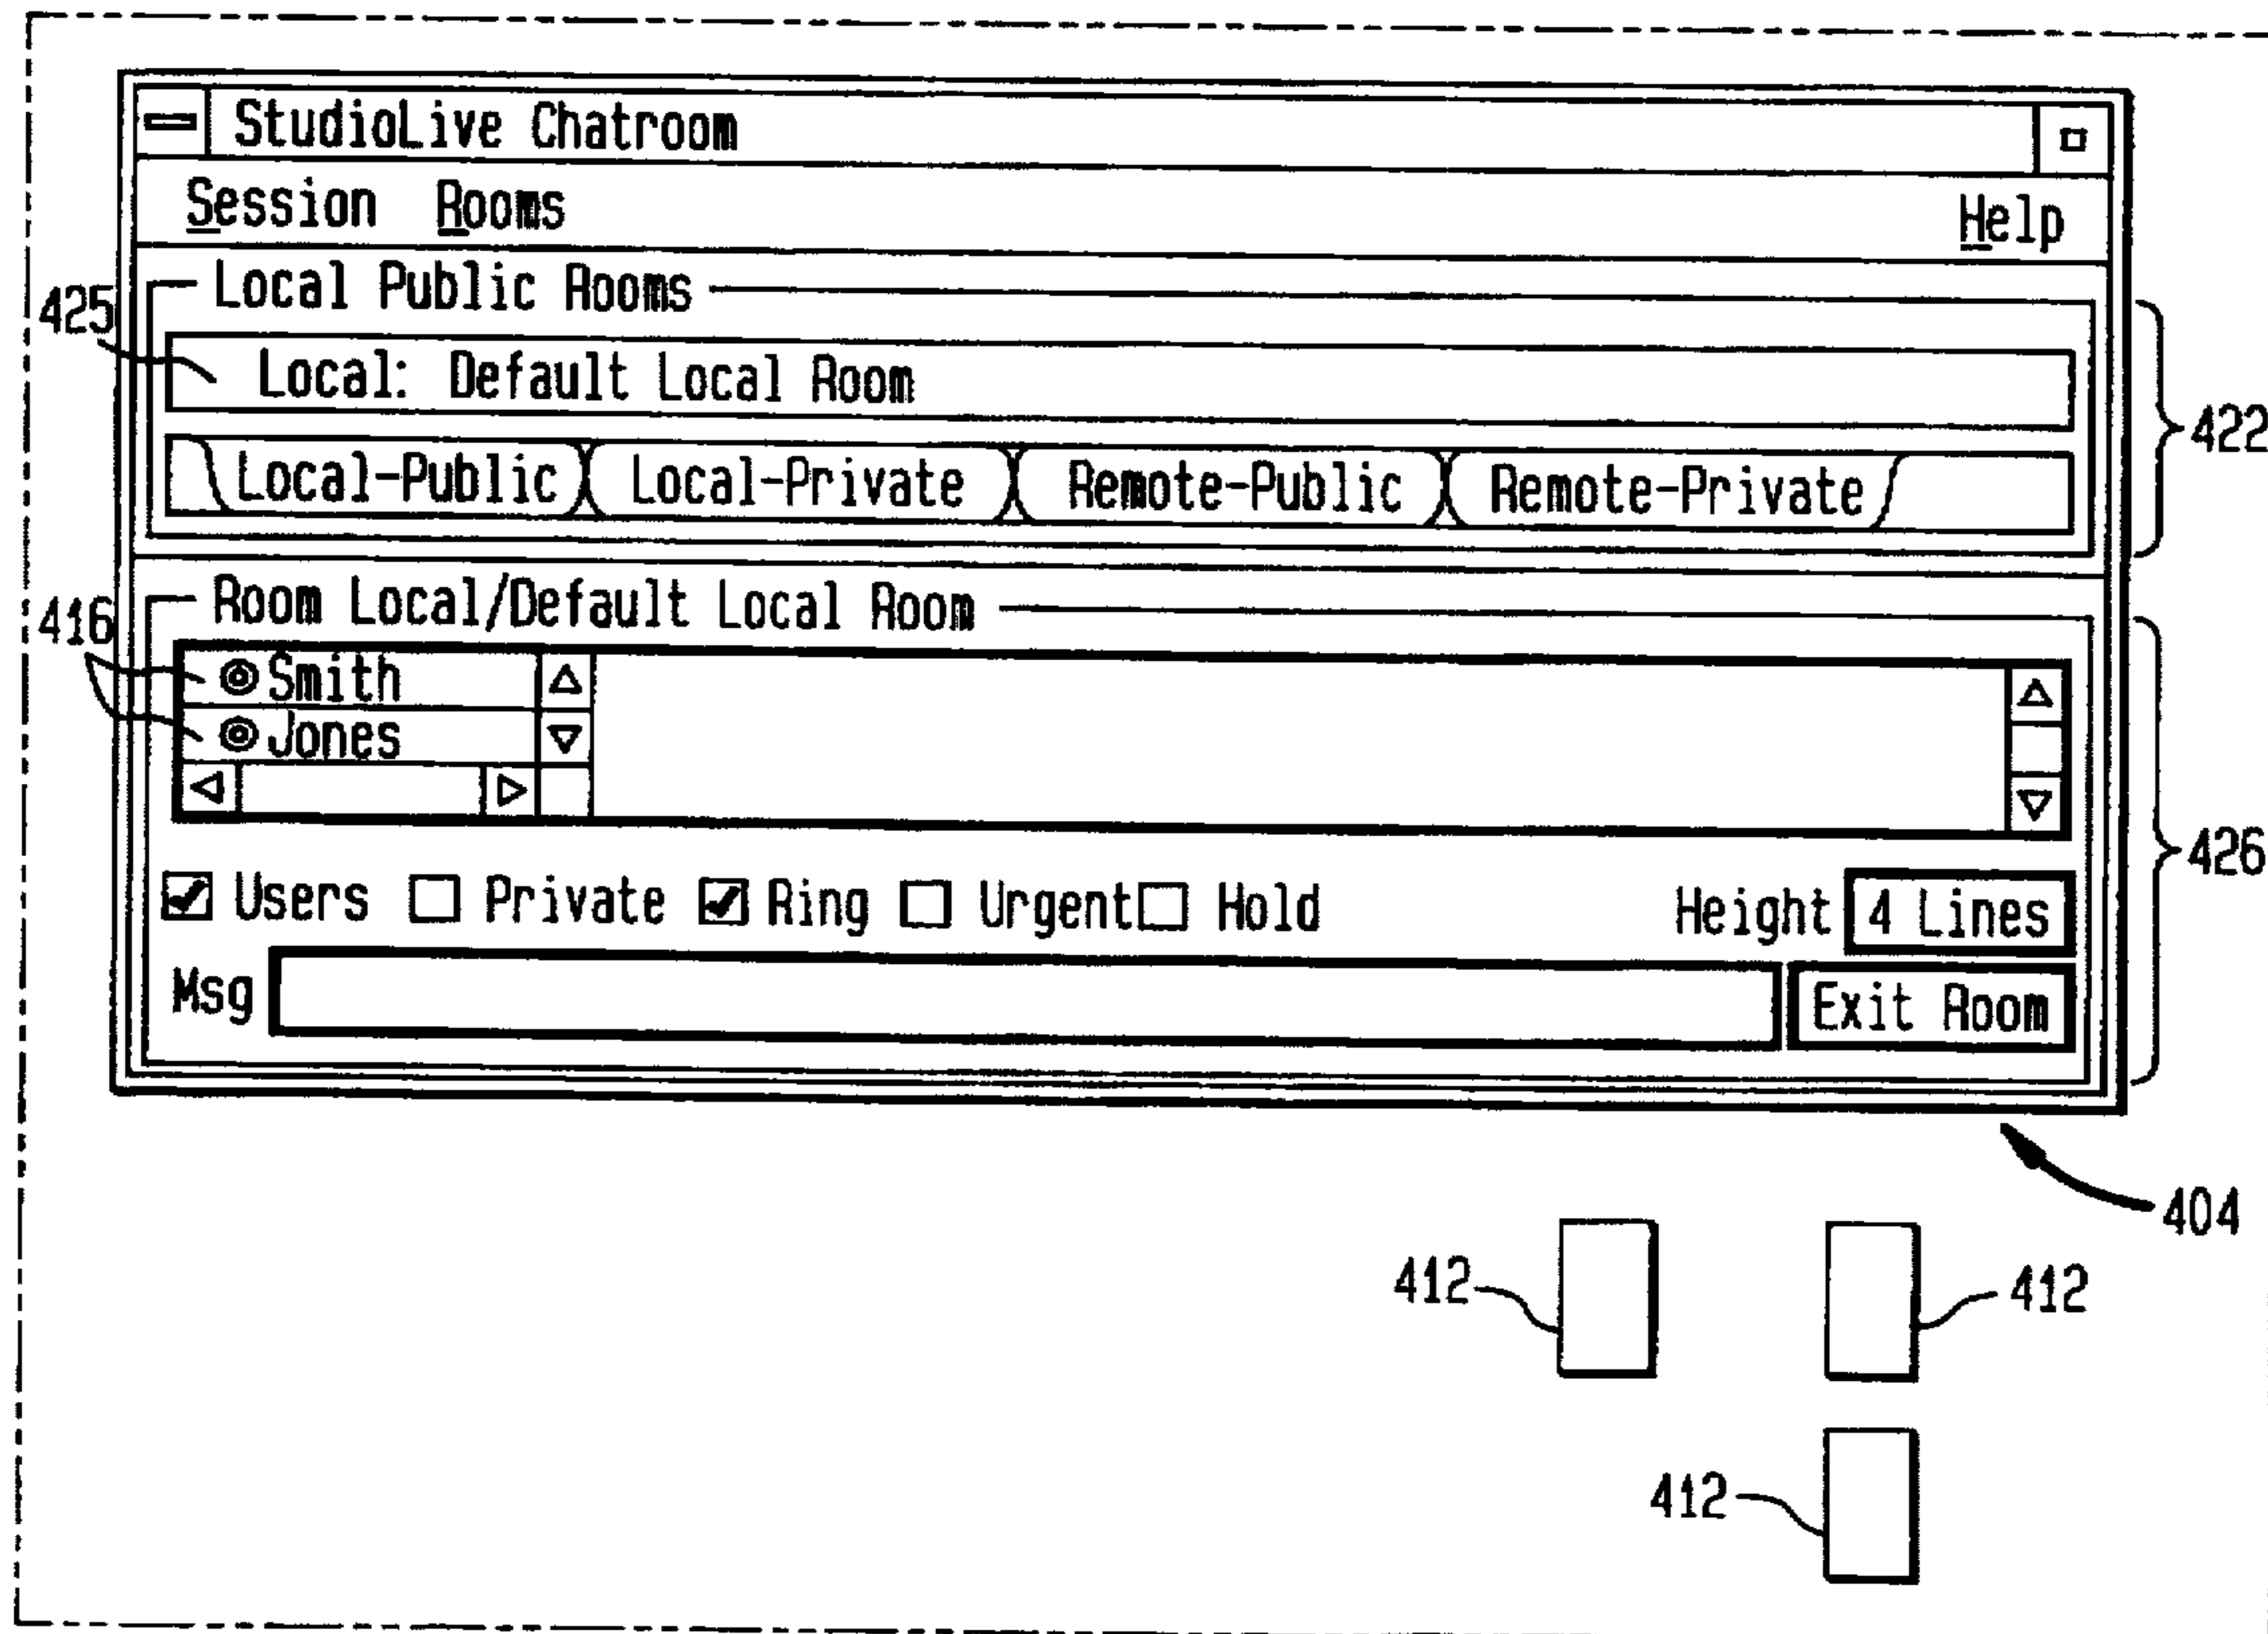 StudioLive Chatroom
Session Rooms Help
Local Public Rooms
425
Local: Default Local Room
422
Local-Public Local-Private Remote-Public Remote-Private
Room Local/Default Local Room
416
Smith
Jones
426
Users Private Ring Urgent Hold Height 4 Lines
Msg Exit Room
404
412 412
412